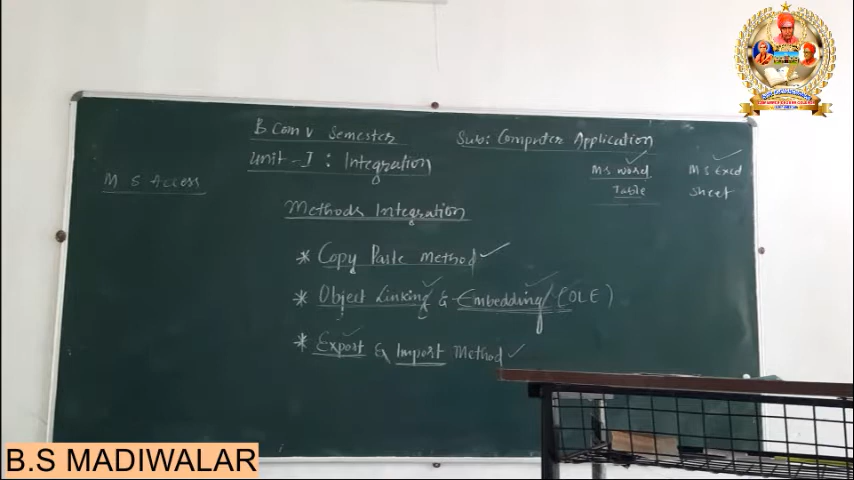 B Com V Semester
Sub: Computer Application
Unit - I : Integration
MS Word
MS Excel
M S Access
Table
Sheet
Methods Integration
* Copy Paste Method ✓
* Object Linking & Embedding (OLE)
* Export & Import Method ✓
B.S MADIWALAR